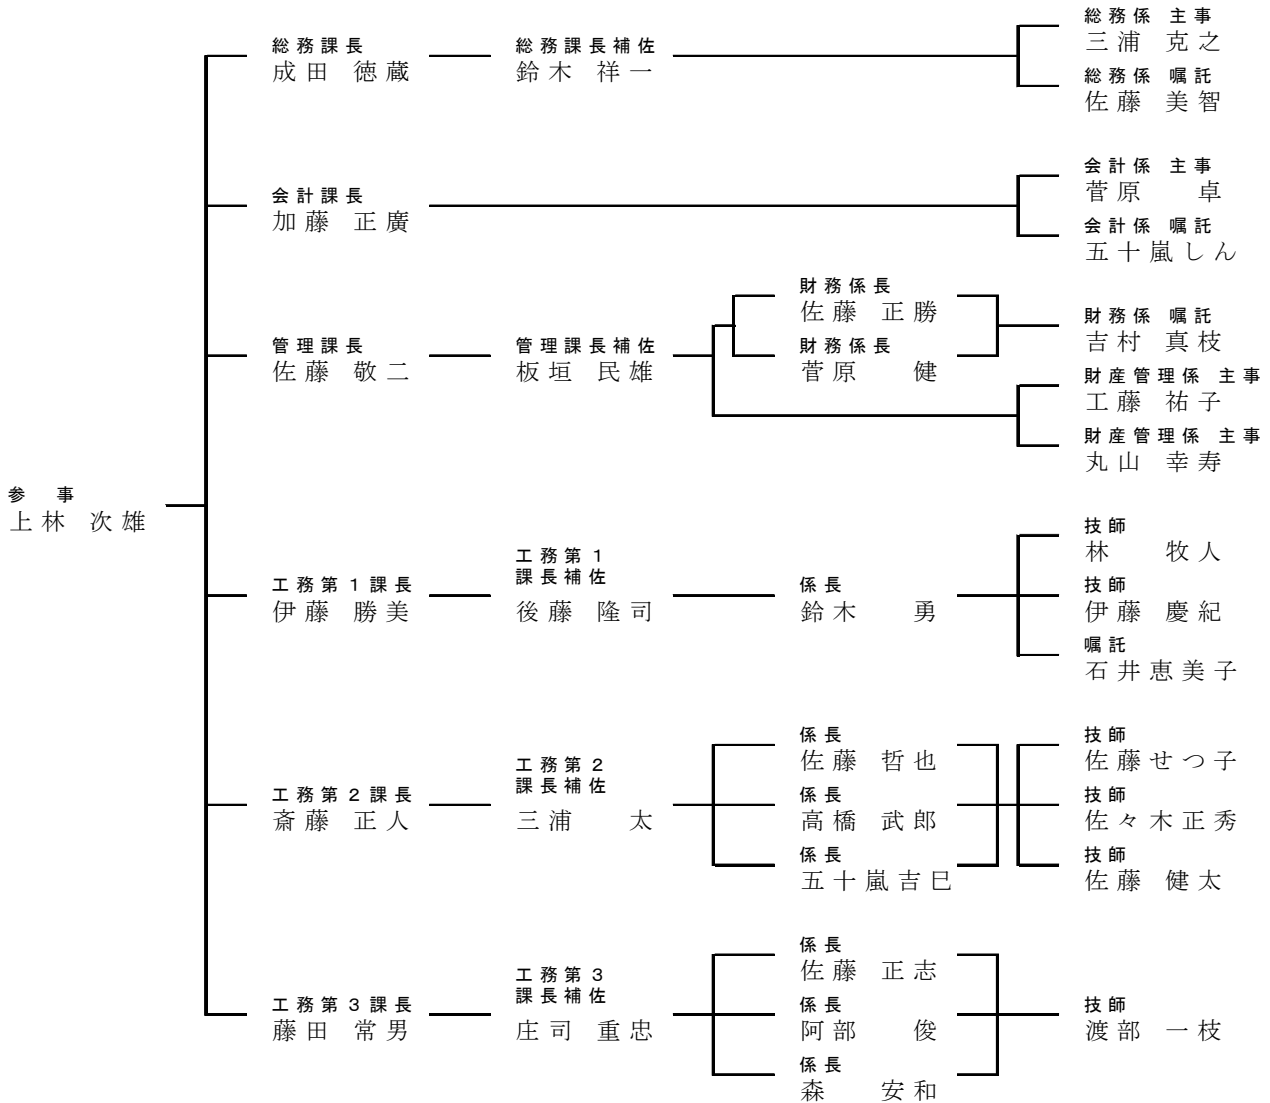 参　事
上林　次雄
総務課長
成田　徳蔵
総務課長補佐
鈴木　祥一
総務係　主事
三浦　克之
総務係　嘱託
佐藤　美智
会計課長
加藤　正廣
会計係　主事
菅原　　卓
会計係　嘱託
五十嵐しん
管理課長
佐藤　敬二
管理課長補佐
板垣　民雄
財務係長
佐藤　正勝
財務係長
菅原　　健
財務係　嘱託
吉村　真枝
財産管理係　主事
工藤　祐子
財産管理係　主事
丸山　幸寿
工務第1課長
伊藤　勝美
工務第1
課長補佐
後藤　隆司
係長
鈴木　　勇
技師
林　　牧人
技師
伊藤　慶紀
嘱託
石井恵美子
工務第2課長
斎藤　正人
工務第2
課長補佐
三浦　　太
係長
佐藤　哲也
係長
高橋　武郎
係長
五十嵐吉巳
技師
佐藤せつ子
技師
佐々木正秀
技師
佐藤　健太
工務第3課長
藤田　常男
工務第3
課長補佐
庄司　重忠
係長
佐藤　正志
係長
阿部　　俊
係長
森　　安和
技師
渡部　一枝